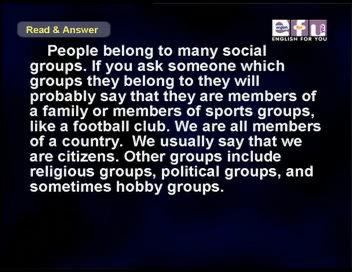 Read & Answer
efu
ENGLISH FOR YOU
People belong to many social
groups. If you ask someone which
groups they belong to they will
probably say that they are members of
a family or members of sports groups,
like a football club. We are all members
of a country.  We usually say that we
are citizens. Other groups include
religious groups, political groups, and
sometimes hobby groups.